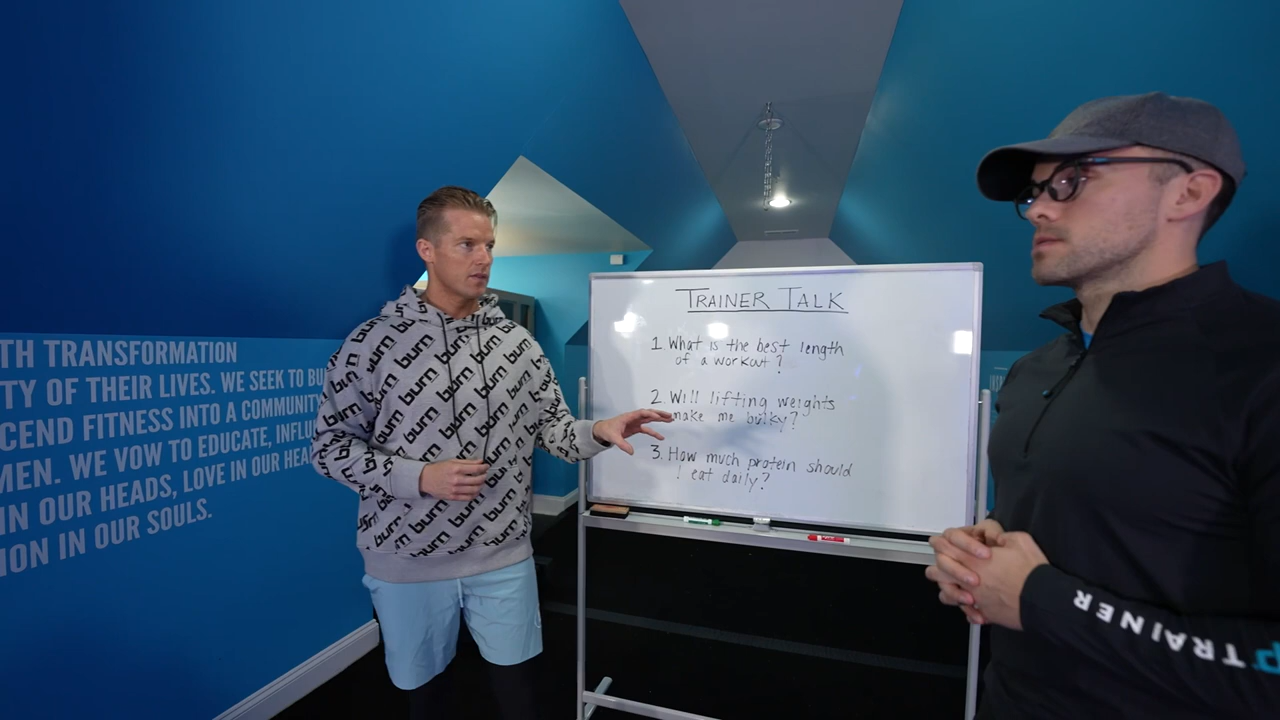 TH TRANSFORMATION
TY OF THEIR LIVES. WE SEEK TO BU
CEND FITNESS INTO A COMMUNITY
MEN. WE VOW TO EDUCATE, INFLU
IN OUR HEADS, LOVE IN OUR HEA
ION IN OUR SOULS.
burn
TRAINER TALK
1. What is the best length
of a workout?
2. Will lifting weights
make me bulky?
3. How much protein should
I eat daily?
P TRAINER